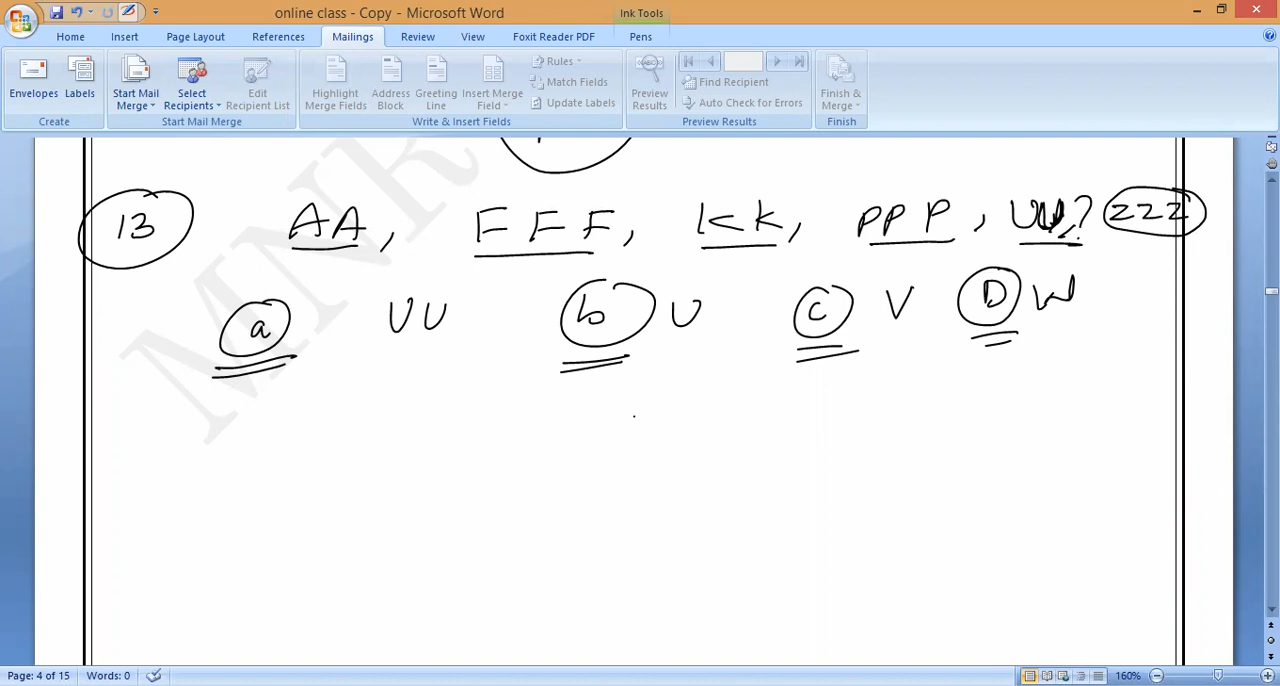 online class - Copy - Microsoft Word
Ink Tools
Home Insert Page Layout References Mailings Review View Foxit Reader PDF Pens
Envelopes Labels Start Mail Merge Select Recipients Edit Recipient List Highlight Merge Fields Address Block Greeting Line Insert Merge Field Rules Match Fields Update Labels Preview Results Find Recipient Auto Check for Errors Finish & Merge
Create Start Mail Merge Write & Insert Fields Preview Results Finish
MNR
13 AA, FFF, KK, PPP, UU,? ZZZ
a UU b U c V D W
Page: 4 of 15 Words: 0 160%